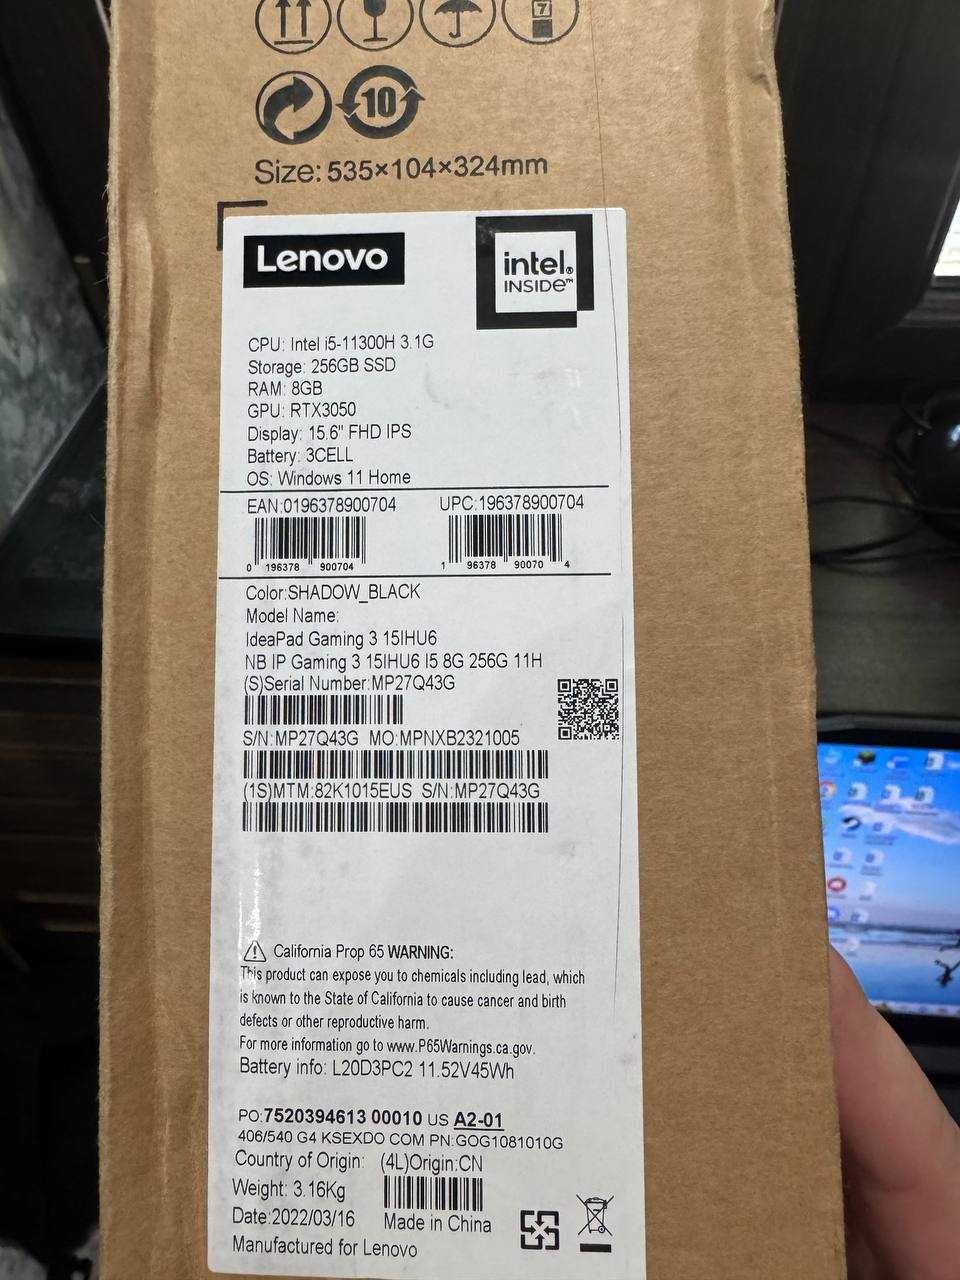 7
10
Size: 535×104×324mm
Lenovo
intel®
INSIDE™
CPU: Intel i5-11300H 3.1G
Storage: 256GB SSD
RAM: 8GB
GPU: RTX3050
Display: 15.6" FHD IPS
Battery: 3CELL
OS: Windows 11 Home
EAN:0196378900704 UPC:196378900704
0 196378 900704 1 96378 90070 4
Color:SHADOW_BLACK
Model Name:
IdeaPad Gaming 3 15IHU6
NB IP Gaming 3 15IHU6 I5 8G 256G 11H
(S)Serial Number:MP27Q43G
S/N:MP27Q43G MO:MPNXB2321005
(1S)MTM:82K1015EUS S/N:MP27Q43G
California Prop 65 WARNING:
This product can expose you to chemicals including lead, which
is known to the State of California to cause cancer and birth
defects or other reproductive harm.
For more information go to www.P65Warnings.ca.gov.
Battery info: L20D3PC2 11.52V45Wh
PO:7520394613 00010 US A2-01
406/540 G4 KSEXDO COM PN:GOG1081010G
Country of Origin: (4L)Origin:CN
Weight: 3.16Kg
Date:2022/03/16 Made in China
Manufactured for Lenovo